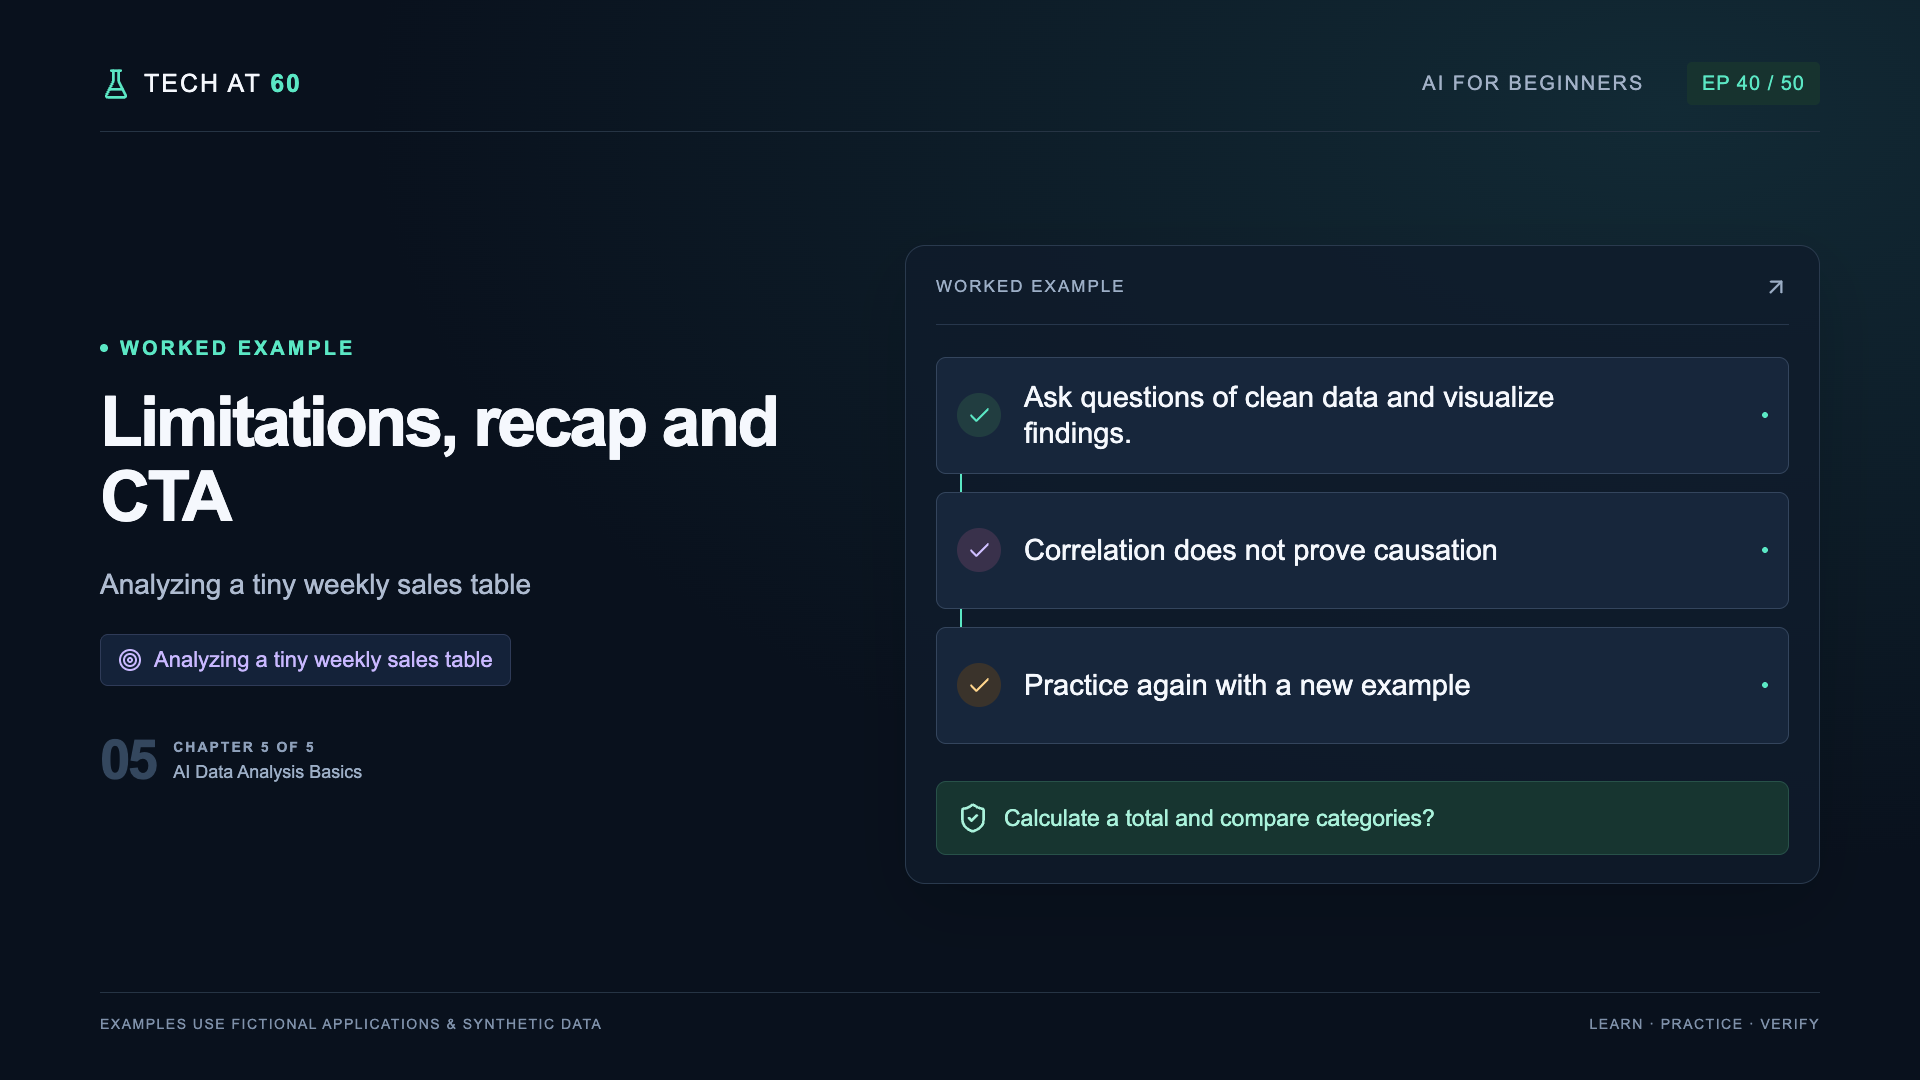 TECH AT 60
AI FOR BEGINNERS
EP 40 / 50
• WORKED EXAMPLE
Limitations, recap and
CTA
Analyzing a tiny weekly sales table
Analyzing a tiny weekly sales table
05
CHAPTER 5 OF 5
AI Data Analysis Basics
WORKED EXAMPLE
Ask questions of clean data and visualize
findings.
Correlation does not prove causation
Practice again with a new example
Calculate a total and compare categories?
EXAMPLES USE FICTIONAL APPLICATIONS & SYNTHETIC DATA
LEARN · PRACTICE · VERIFY